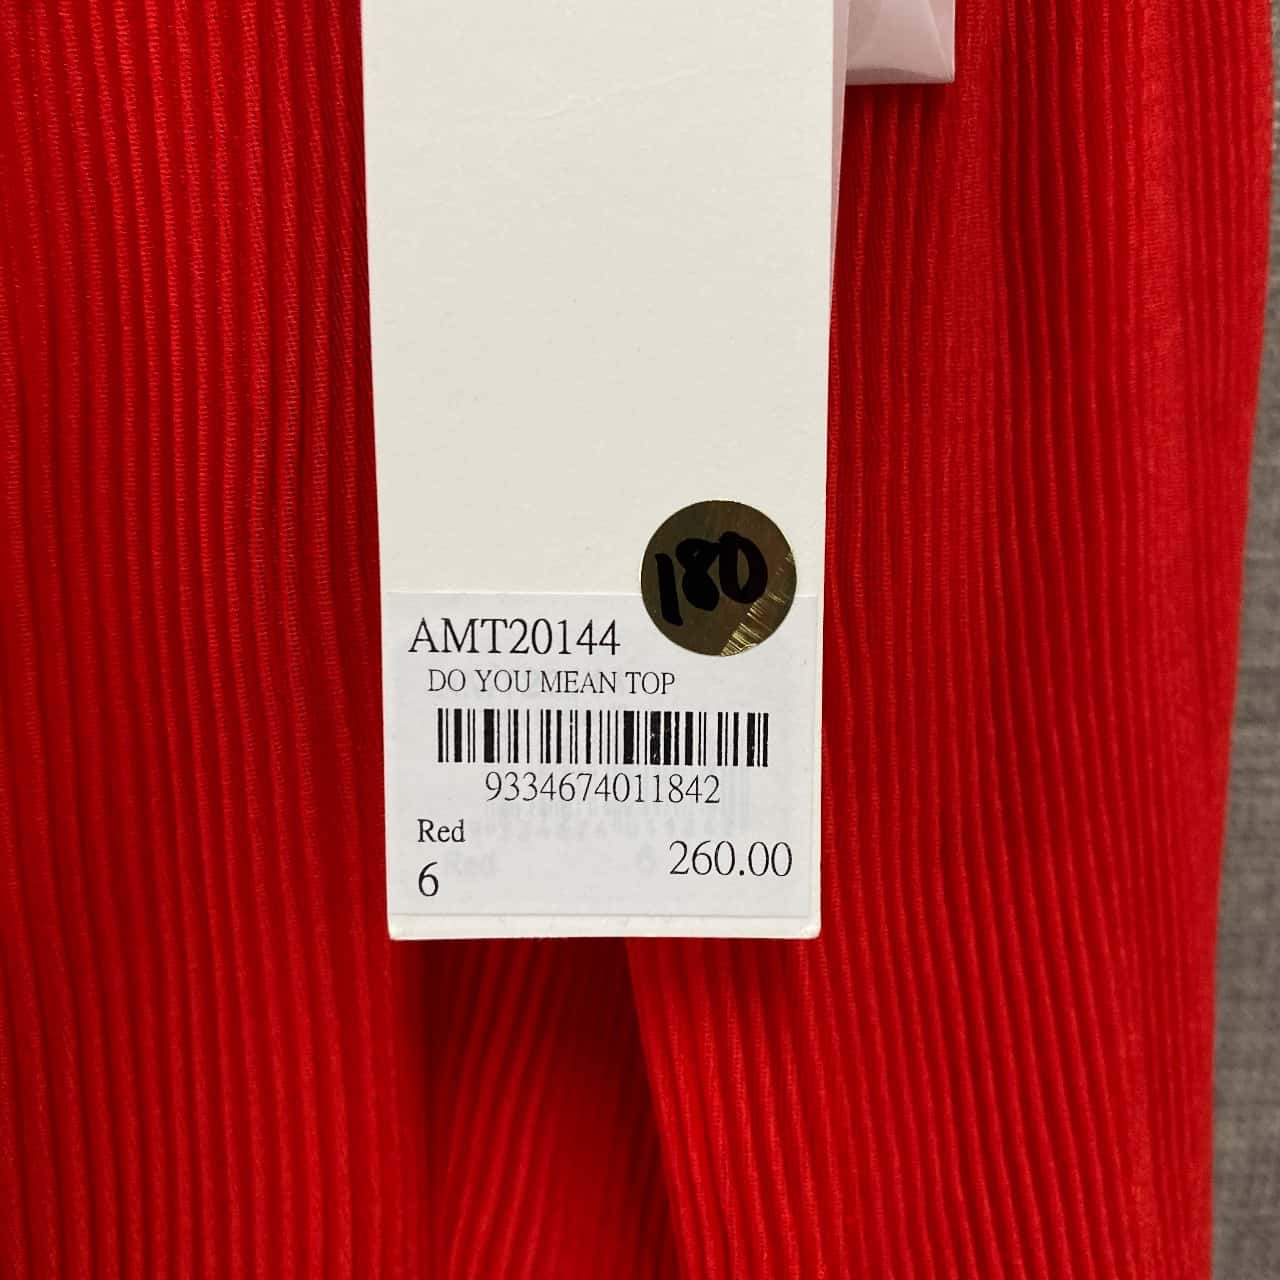 180
AMT20144
DO YOU MEAN TOP
9334674011842
Red
6
260.00